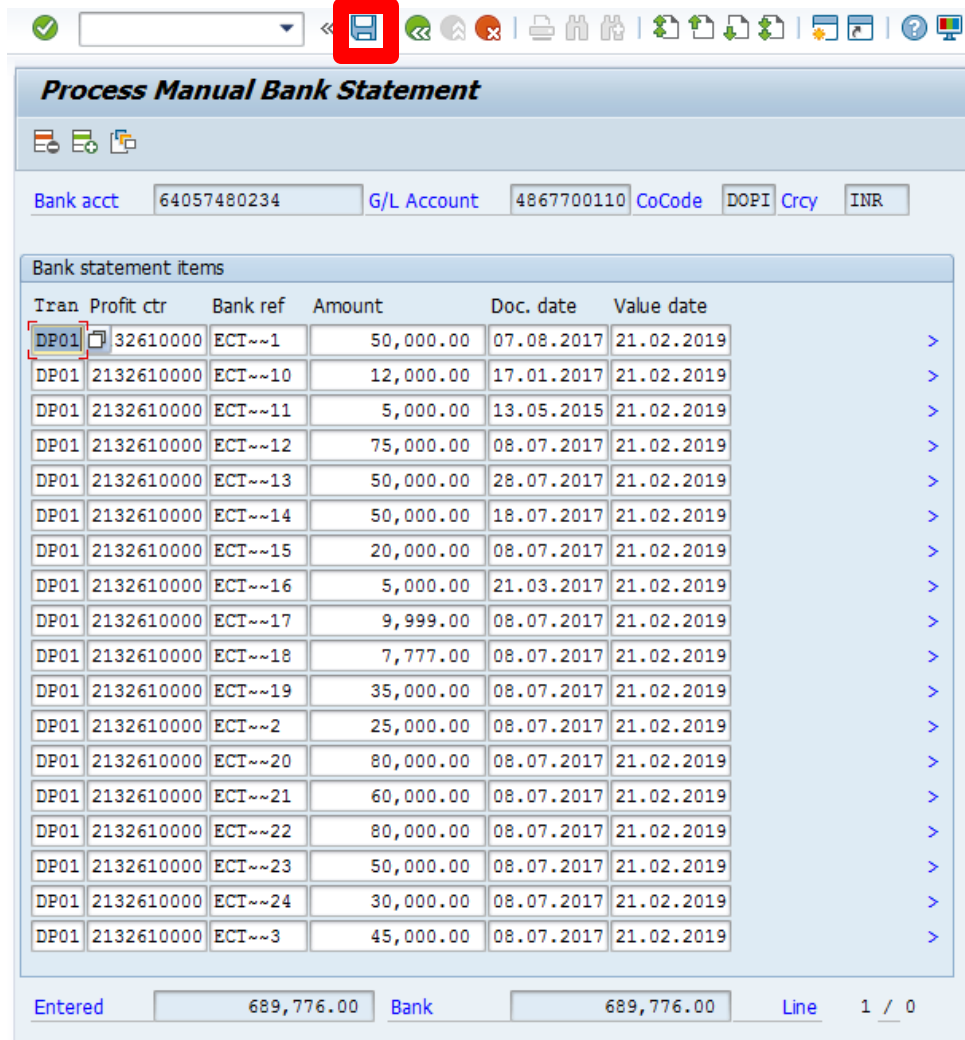 Process Manual Bank Statement
Bank acct 64057480234 G/L Account 4867700110 CoCode DOPI Crcy INR
Bank statement items
Tran Profit ctr Bank ref Amount Doc. date Value date
DP01 32610000 ECT~~1 50,000.00 07.08.2017 21.02.2019 >
DP01 2132610000 ECT~~10 12,000.00 17.01.2017 21.02.2019 >
DP01 2132610000 ECT~~11 5,000.00 13.05.2015 21.02.2019 >
DP01 2132610000 ECT~~12 75,000.00 08.07.2017 21.02.2019 >
DP01 2132610000 ECT~~13 50,000.00 28.07.2017 21.02.2019 >
DP01 2132610000 ECT~~14 50,000.00 18.07.2017 21.02.2019 >
DP01 2132610000 ECT~~15 20,000.00 08.07.2017 21.02.2019 >
DP01 2132610000 ECT~~16 5,000.00 21.03.2017 21.02.2019 >
DP01 2132610000 ECT~~17 9,999.00 08.07.2017 21.02.2019 >
DP01 2132610000 ECT~~18 7,777.00 08.07.2017 21.02.2019 >
DP01 2132610000 ECT~~19 35,000.00 08.07.2017 21.02.2019 >
DP01 2132610000 ECT~~2 25,000.00 08.07.2017 21.02.2019 >
DP01 2132610000 ECT~~20 80,000.00 08.07.2017 21.02.2019 >
DP01 2132610000 ECT~~21 60,000.00 08.07.2017 21.02.2019 >
DP01 2132610000 ECT~~22 80,000.00 08.07.2017 21.02.2019 >
DP01 2132610000 ECT~~23 50,000.00 08.07.2017 21.02.2019 >
DP01 2132610000 ECT~~24 30,000.00 08.07.2017 21.02.2019 >
DP01 2132610000 ECT~~3 45,000.00 08.07.2017 21.02.2019 >
Entered 689,776.00 Bank 689,776.00 Line 1 / 0